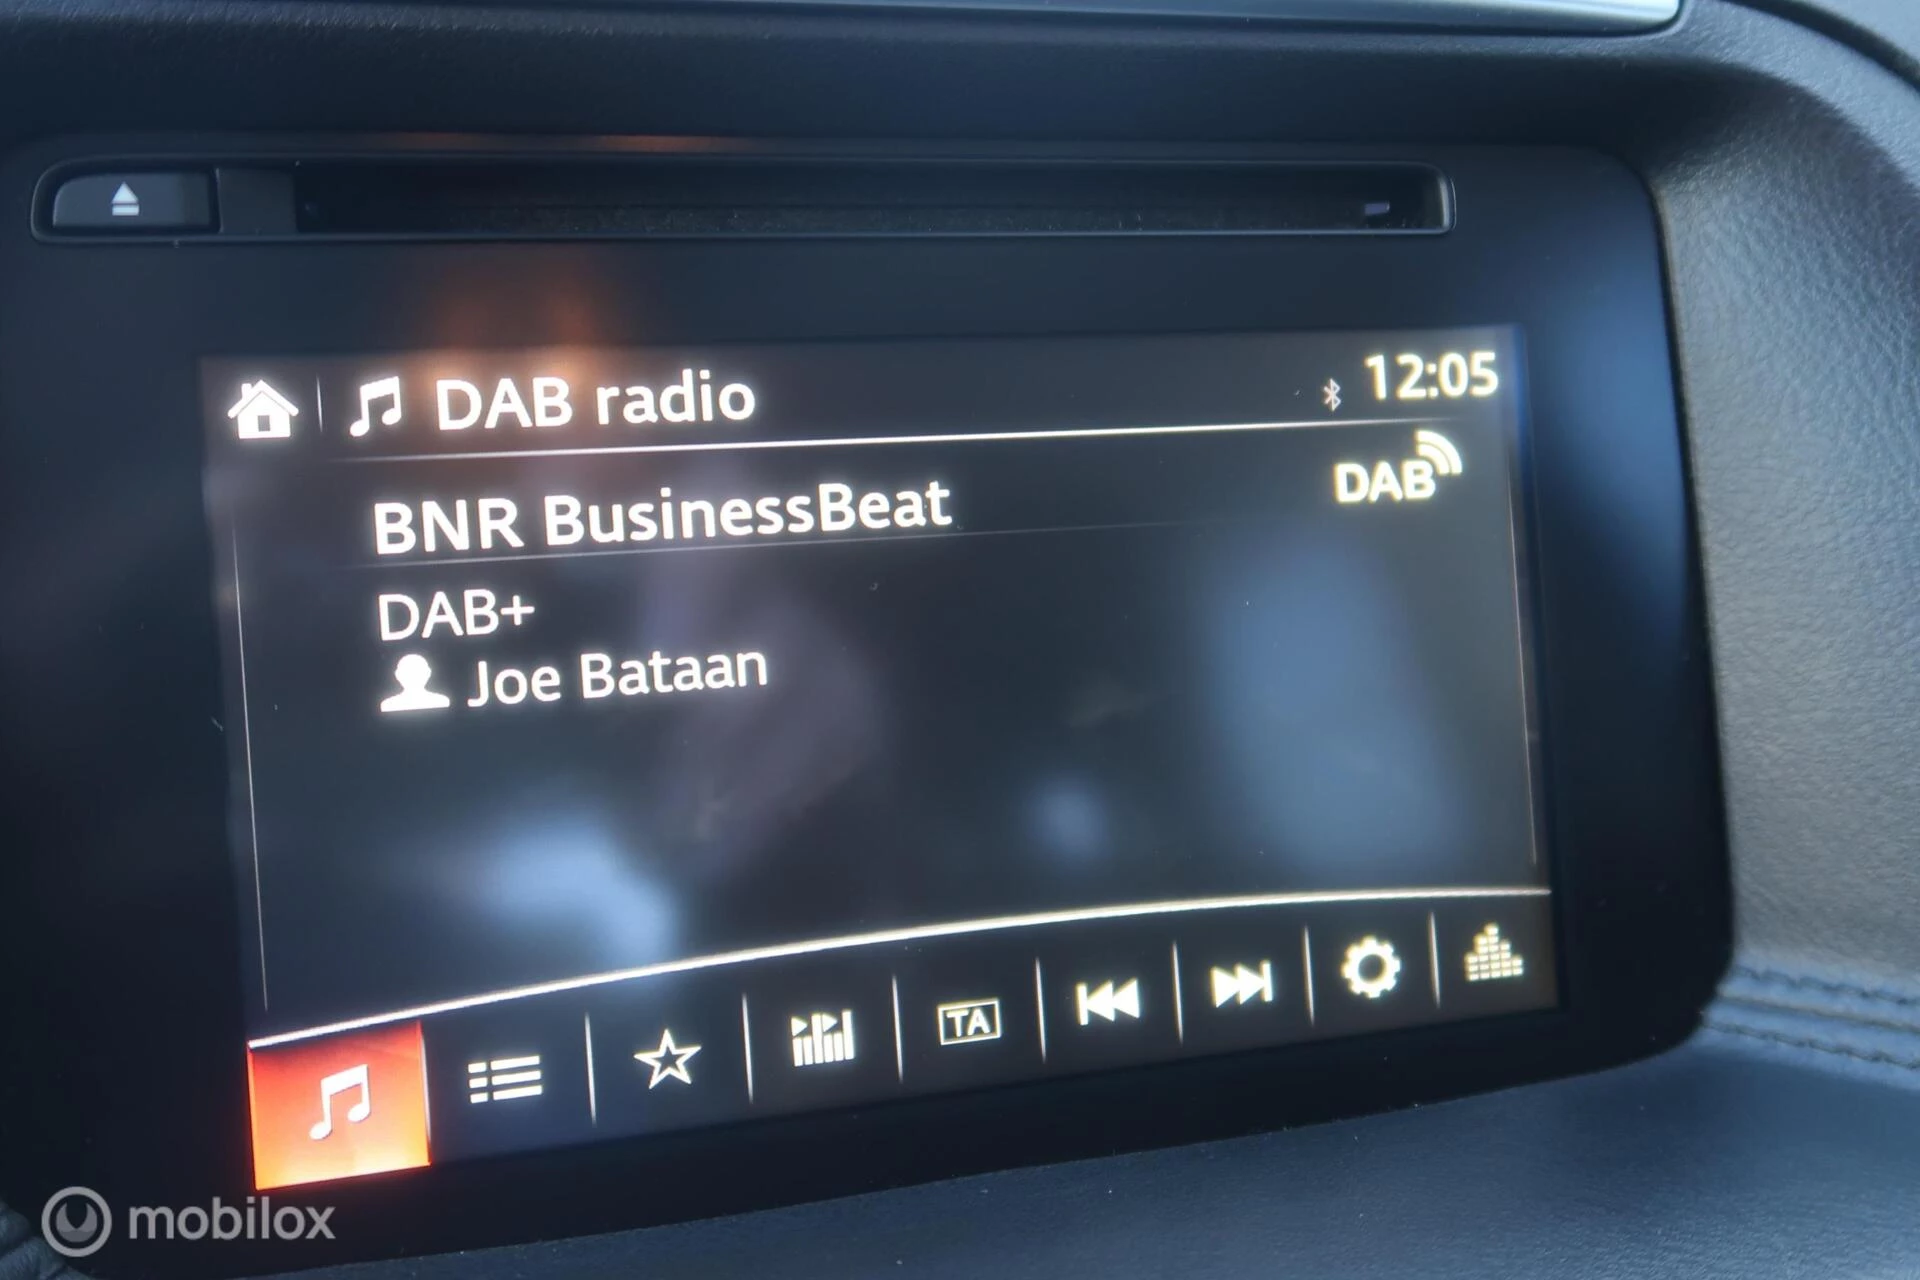 DAB radio
12:05
BNR BusinessBeat
DAB
DAB+
Joe Bataan
TA
mobilox